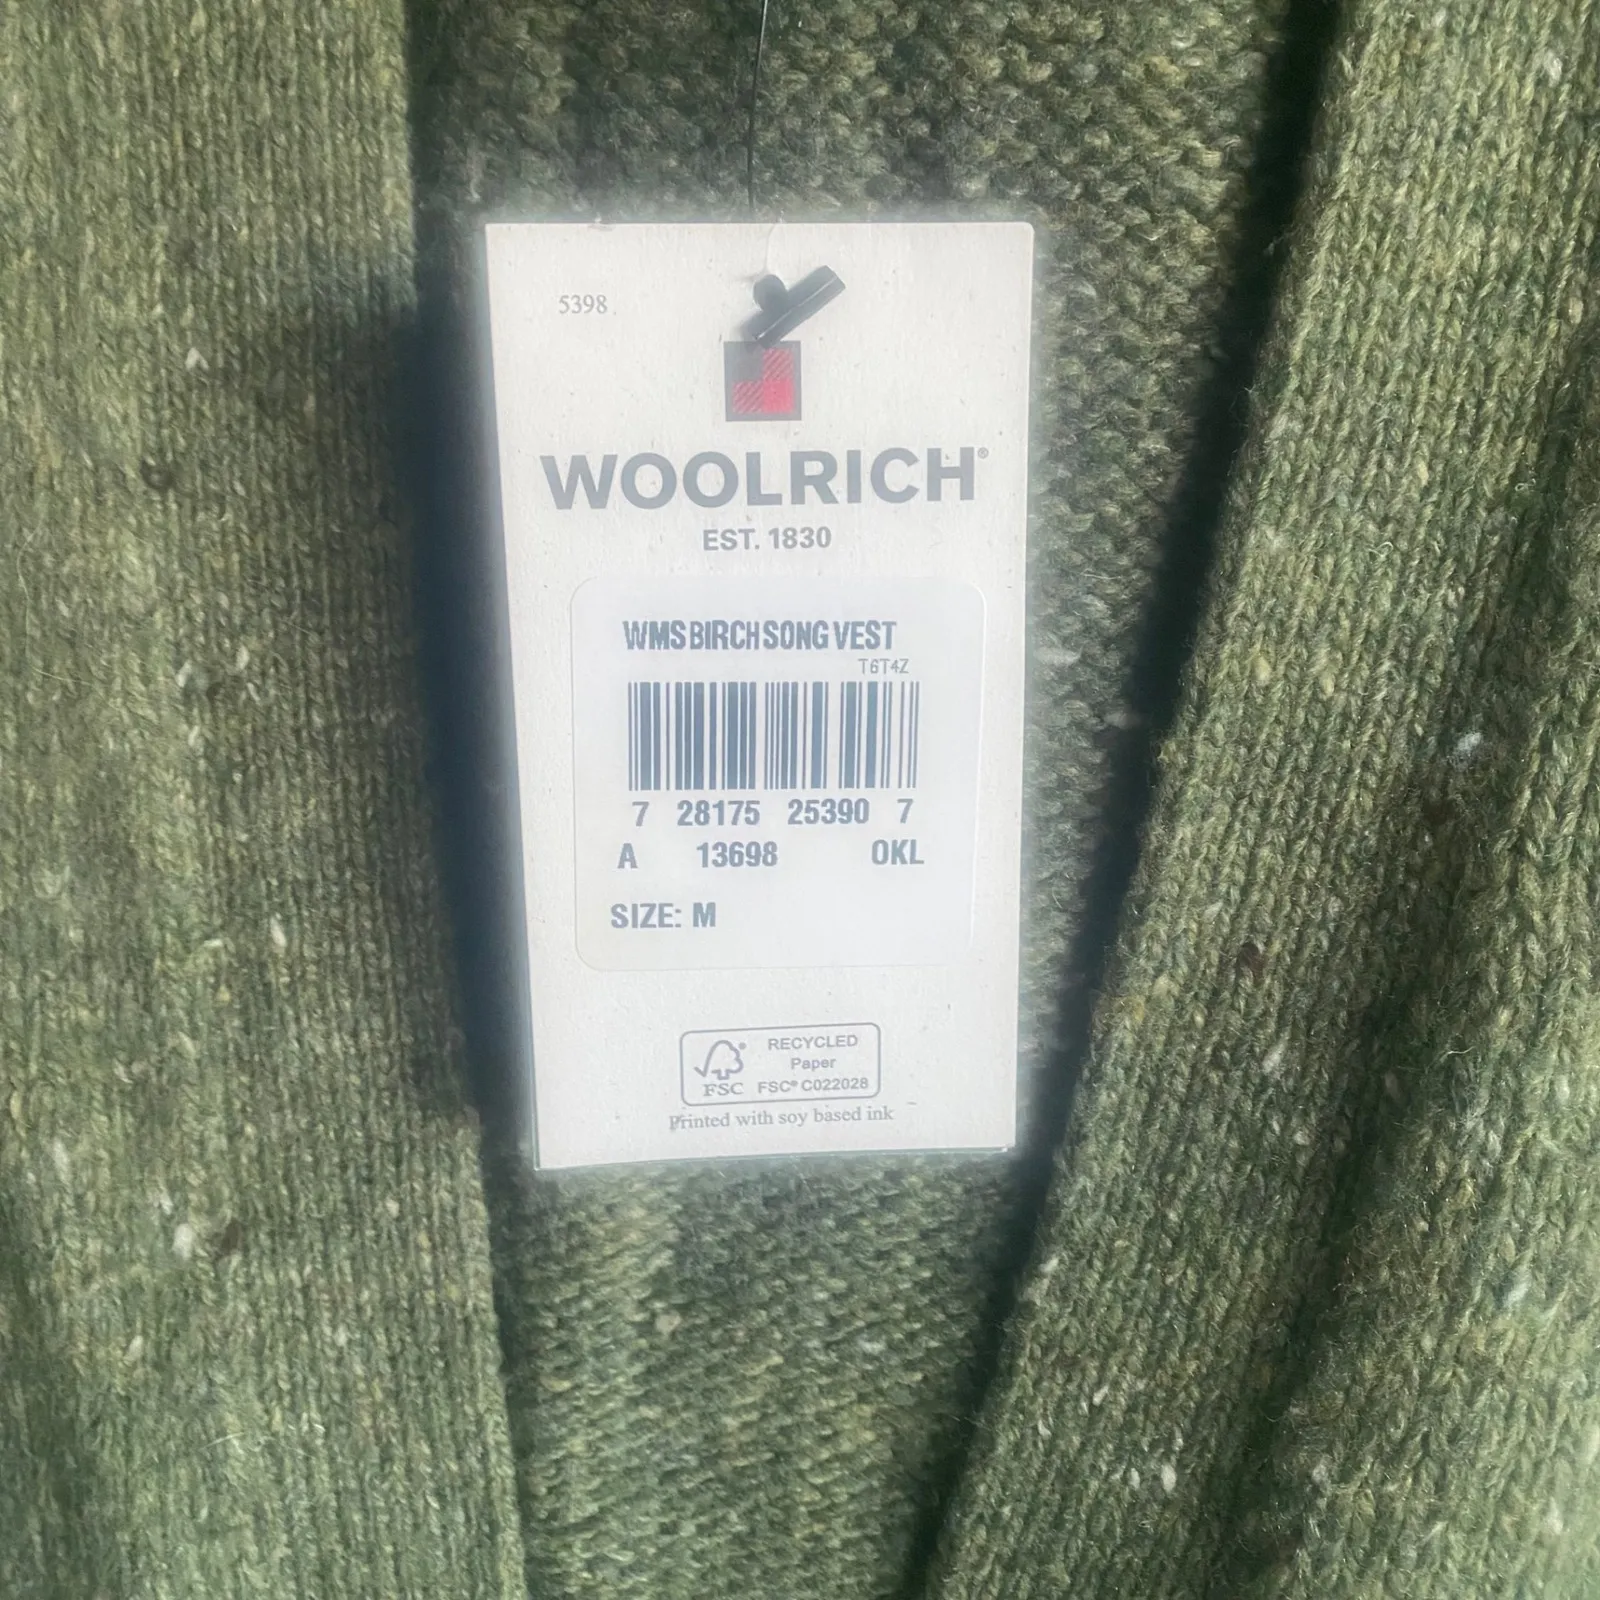 5398
WOOLRICH®
EST. 1830
WMS BIRCH SONG VEST
T6T4Z
7 28175 25390 7
A 13698 OKL
SIZE: M
RECYCLED
Paper
FSC FSC® C022028
Printed with soy based ink